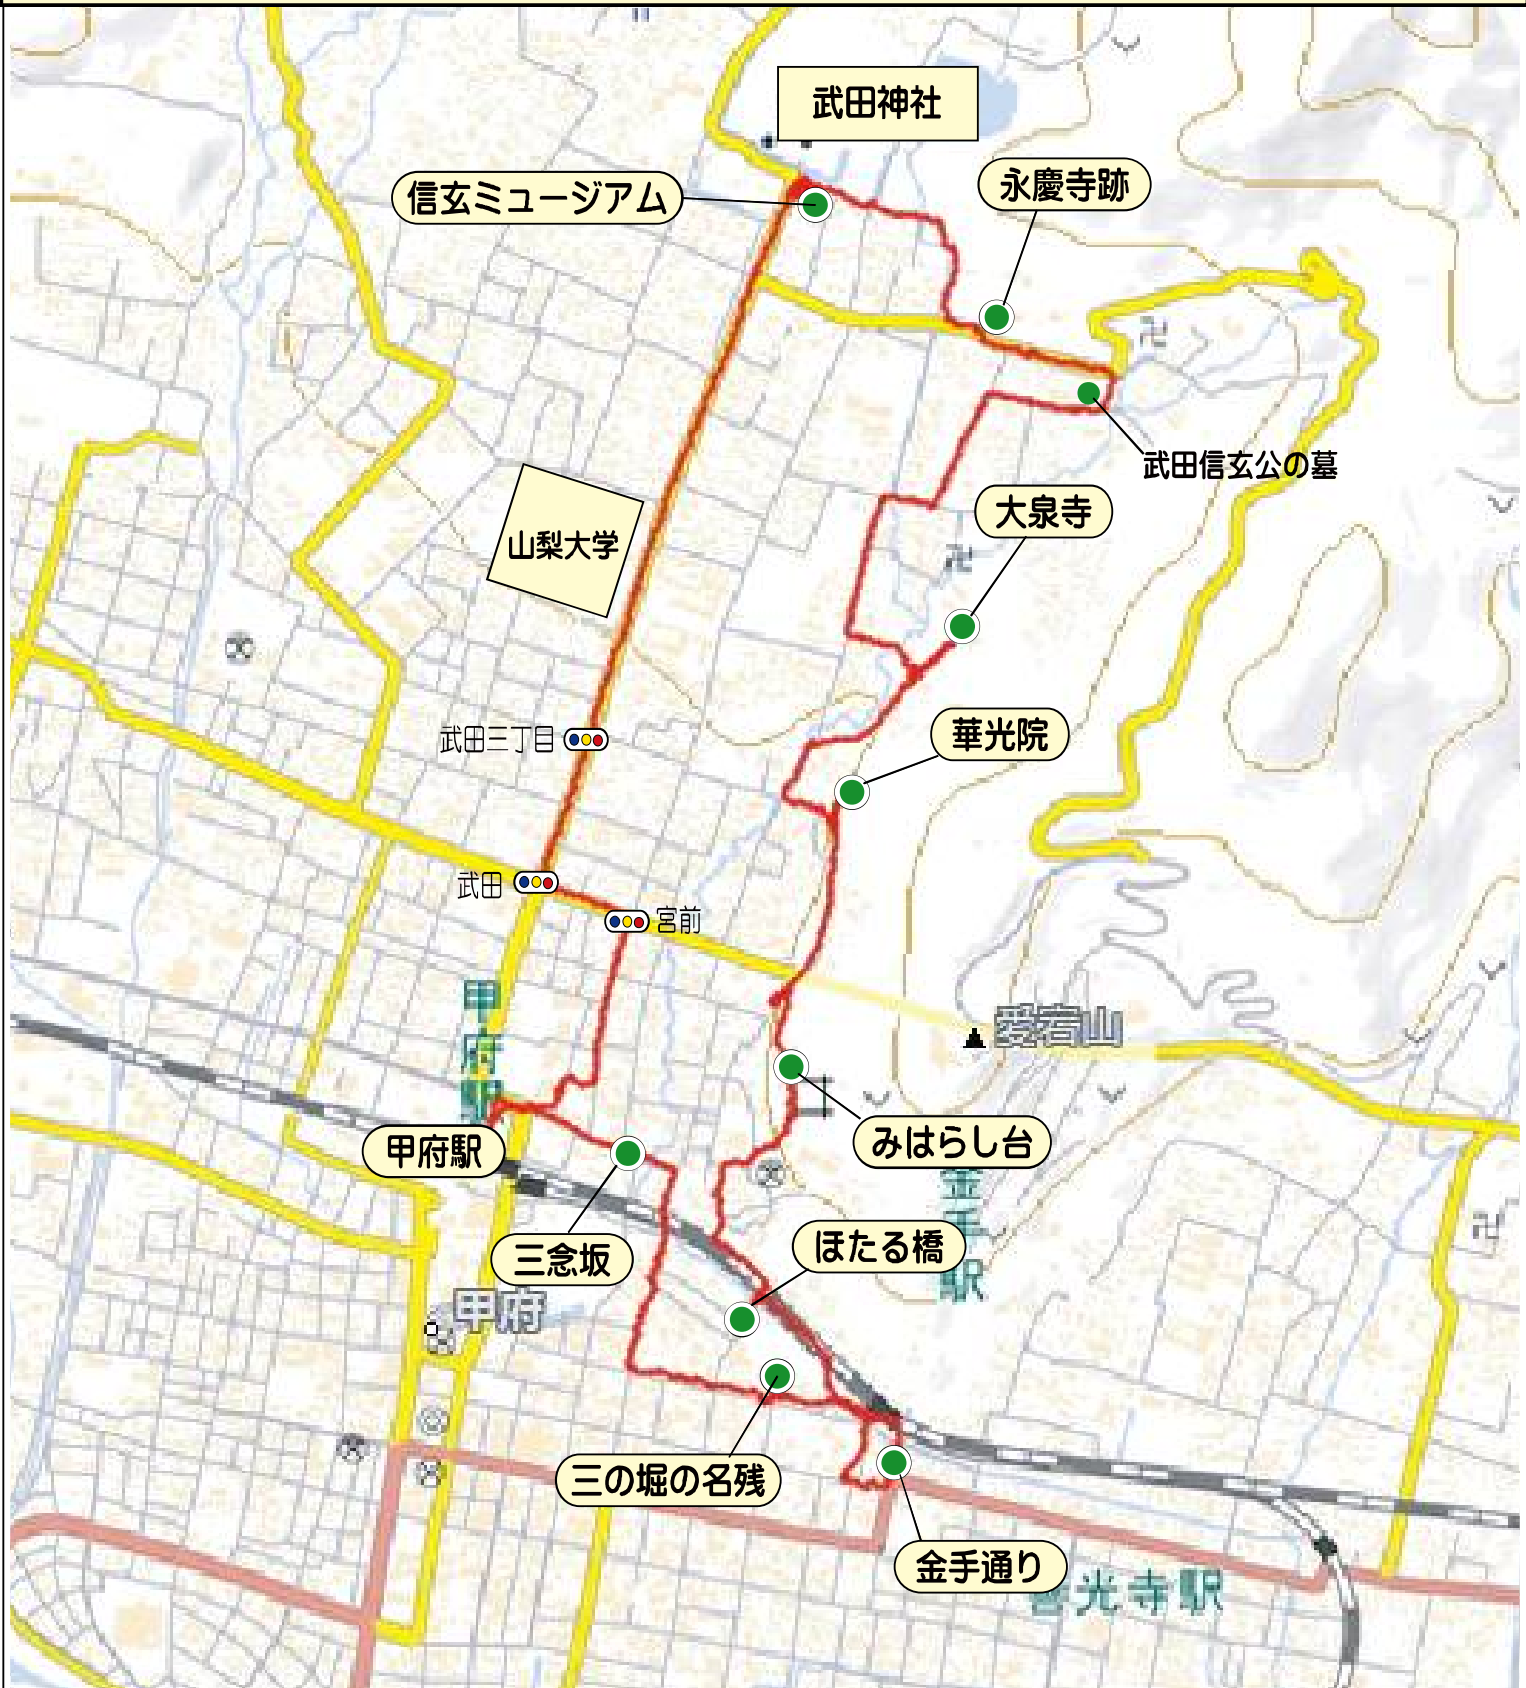 武田神社
永慶寺跡
信玄ミュージアム
武田信玄公の墓
大泉寺
山梨大学
華光院
武田三丁目
武田
宮前
甲府駅
愛宕山
みはらし台
甲府駅
金手駅
ほたる橋
三念坂
甲府
三の堀の名残
金手通り
善光寺駅